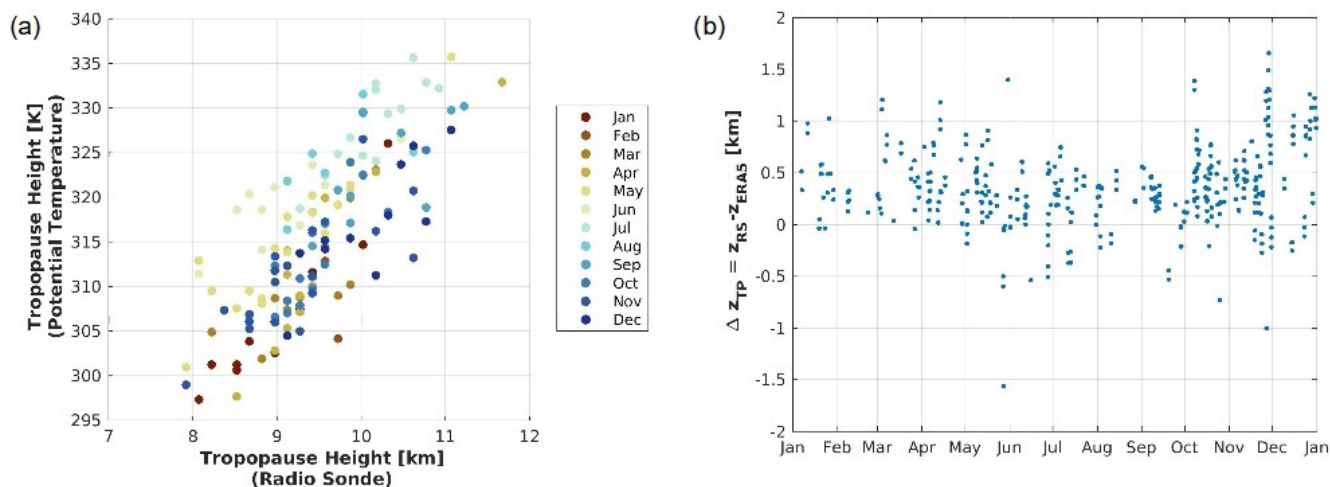 (a)
340
335
330
325
320
315
310
305
300
295
7
8
9
10
11
12
Tropopause Height [K]
(Potential Temperature)
Tropopause Height [km]
(Radio Sonde)
Jan
Feb
Mar
Apr
May
Jun
Jul
Aug
Sep
Oct
Nov
Dec
(b)
2
1.5
1
0.5
0
-0.5
-1
-1.5
-2
Δ z_TP = z_RS-z_ERA5 [km]
Jan Feb Mar Apr May Jun Jul Aug Sep Oct Nov Dec Jan